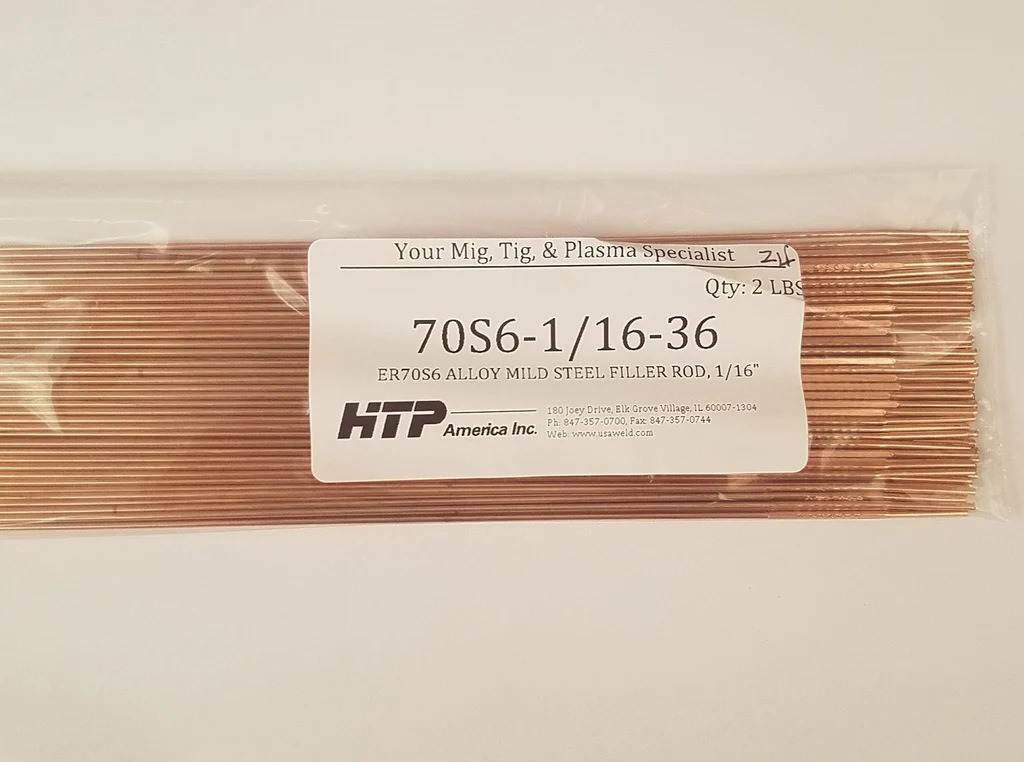 Your Mig, Tig, & Plasma Specialist
Qty: 2 LBS
70S6-1/16-36
ER70S6 ALLOY MILD STEEL FILLER ROD, 1/16"
HTP
America Inc.
180 Joey Drive, Elk Grove Village, IL 60007-1304
Ph: 847-357-0700, Fax: 847-357-0744
Web: www.usaweld.com